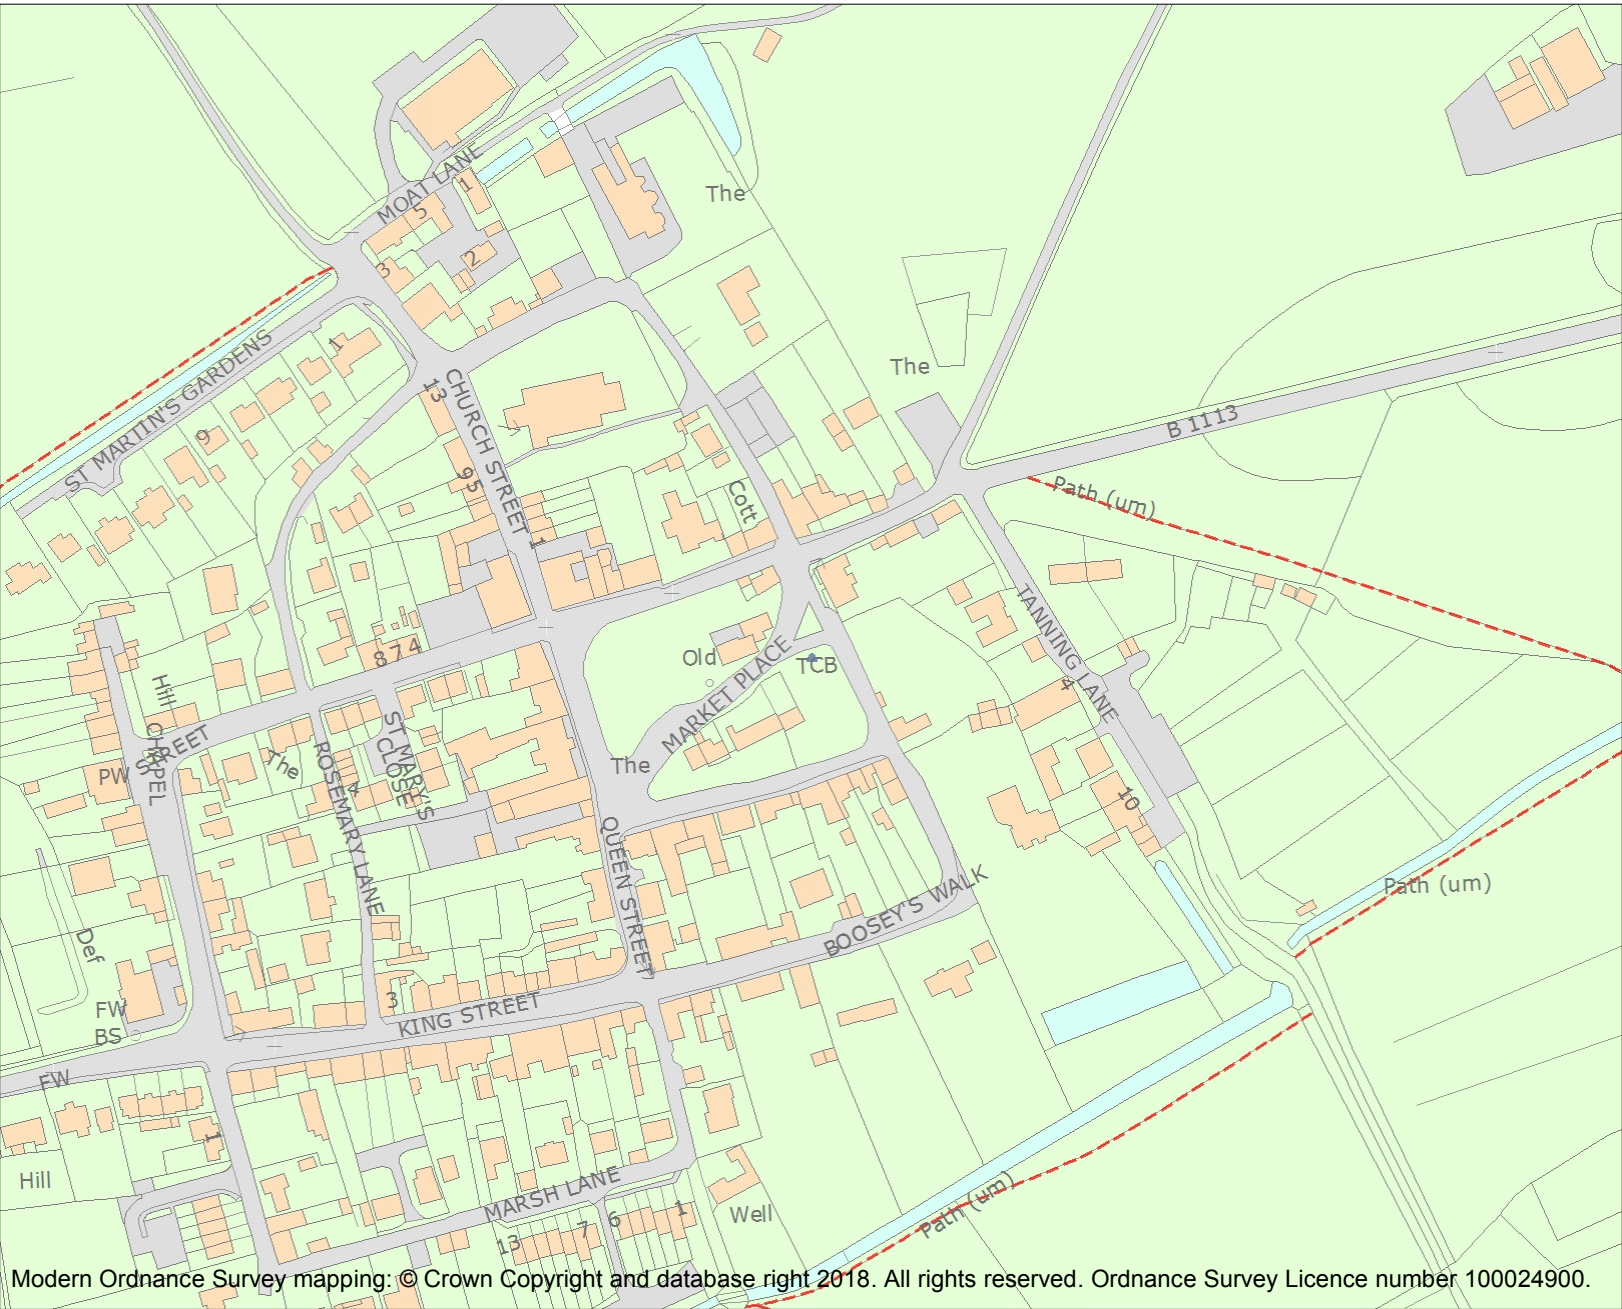 MOAT LANE
1
5
The
2
3
ST MARTIN'S GARDENS
1
9
The
13
CHURCH STREET
95
1
B 1113
Cott
Path (um)
TANNING LANE
4
10
874
Old
MARKET PLACE
TCB
Hill
STREET
CHAPEL
PW
The
ST MARY'S
CLOSE
The
ROSEMARY LANE
4
QUEEN STREET
BOOSEY'S WALK
Path (um)
Def
FW
BS
3
KING STREET
7
FW
1
Hill
MARSH LANE
13
7
6
1
Well
Path (um)
Modern Ordnance Survey mapping: © Crown Copyright and database right 2018. All rights reserved. Ordnance Survey Licence number 100024900.